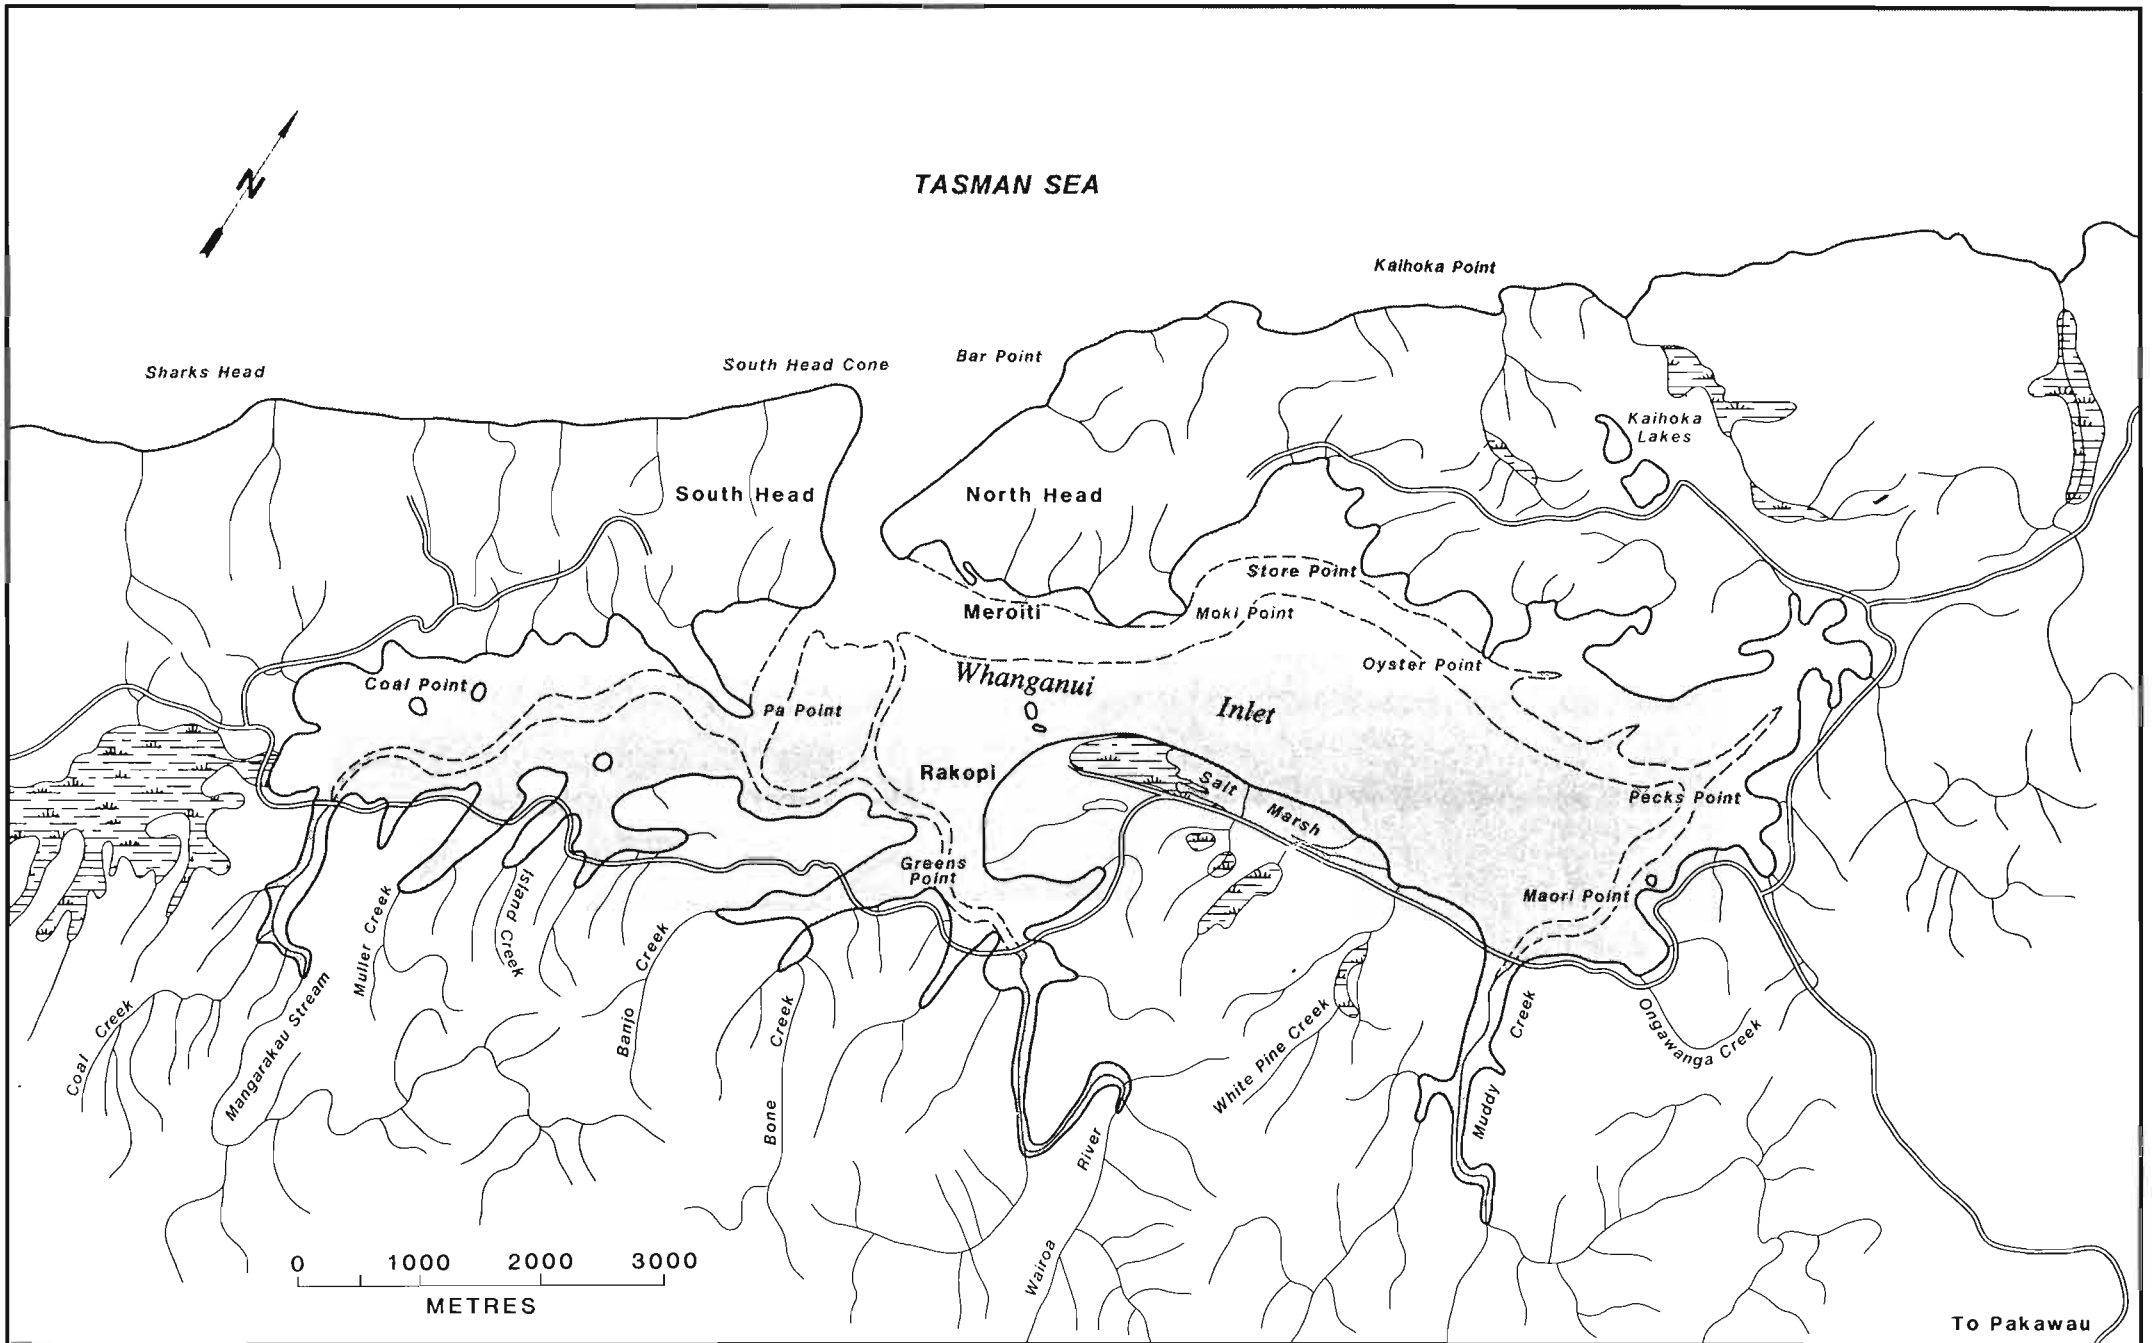 N
TASMAN SEA
Kaihoka Point
Bar Point
South Head Cone
Sharks Head
Kaihoka
Lakes
South Head
North Head
Store Point
Meroiti
Moki Point
Oyster Point
Whanganui
Coal Point
Pa Point
Inlet
Rakopi
Salt
Marsh
Pecks Point
Greens
Point
Maori Point
Muller Creek
Island Creek
Banjo Creek
Bone Creek
Coal Creek
Mangarakau Stream
White Pine Creek
Muddy Creek
Ongawanga Creek
Wairoa River
0 1000 2000 3000
METRES
To Pakawau